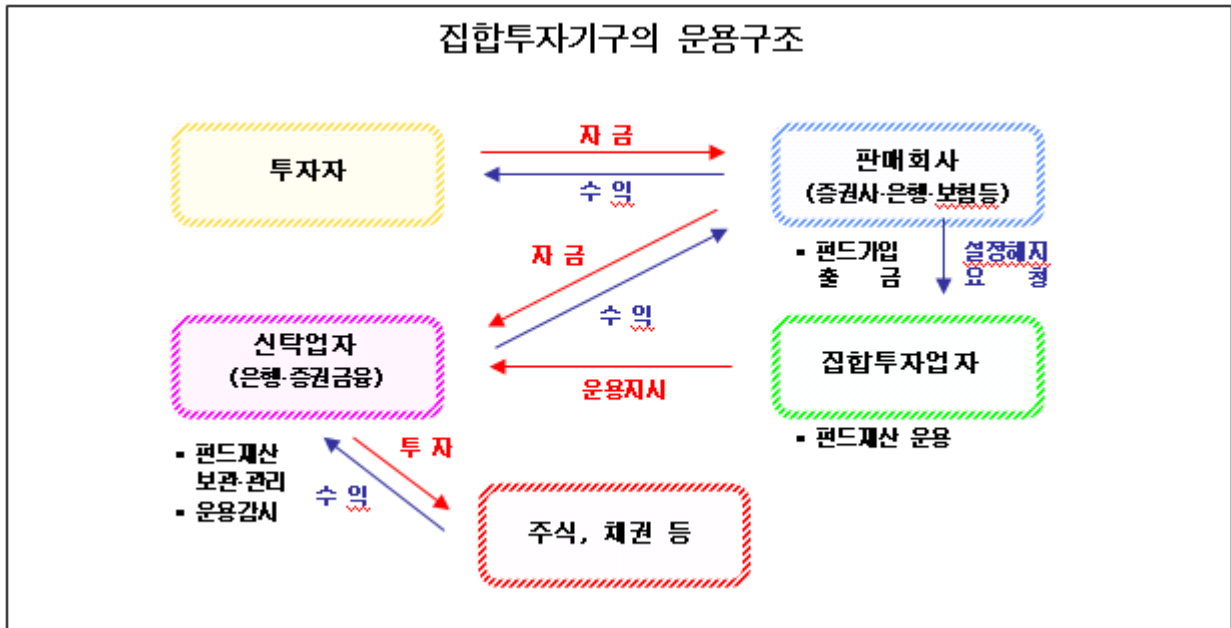 집합투자기구의 운용구조
투자자
자 금
수 익
판매회사
(증권사·은행·보험등)
자 금
수 익
▪ 펀드가입
출 금
설정해지
요 청
신탁업자
(은행·증권금융)
운용지시
집합투자업자
▪ 펀드재산
보관·관리
▪ 운용감시
투 자
수 익
▪ 펀드재산 운용
주식, 채권 등